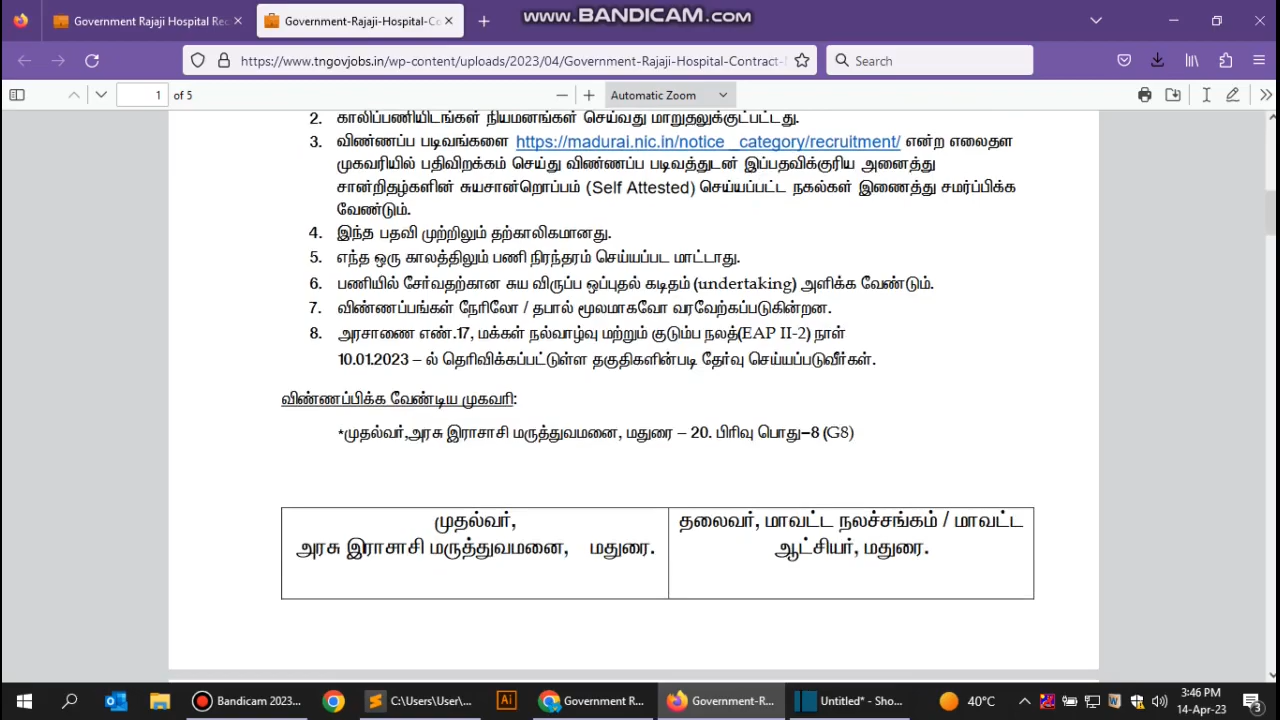 www.BANDICAM.com
Government Rajaji Hospital Rec
Government-Rajaji-Hospital-Co
https://www.tngovjobs.in/wp-content/uploads/2023/04/Government-Rajaji-Hospital-Contract-
Search
1 of 5
Automatic Zoom
2. காலிப்பணியிடங்கள் நியமனங்கள் செய்வது மாறுதலுக்குட்பட்டது.
3. விண்ணப்ப படிவங்களை https://madurai.nic.in/notice_category/recruitment/ என்ற எலைதள
முகவரியில் பதிவிறக்கம் செய்து விண்ணப்ப படிவத்துடன் இப்பதவிக்குரிய அனைத்து
சான்றிதழ்களின் சுயசான்றொப்பம் (Self Attested) செய்யப்பட்ட நகல்கள் இணைத்து சமர்ப்பிக்க
வேண்டும்.
4. இந்த பதவி முற்றிலும் தற்காலிகமானது.
5. எந்த ஒரு காலத்திலும் பணி நிரந்தரம் செய்யப்பட மாட்டாது.
6. பணியில் சேர்வதற்கான சுய விருப்ப ஒப்புதல் கடிதம் (undertaking) அளிக்க வேண்டும்.
7. விண்ணப்பங்கள் நேரிலோ / தபால் மூலமாகவோ வரவேற்கப்படுகின்றன.
8. அரசாணை எண்.17, மக்கள் நல்வாழ்வு மற்றும் குடும்ப நலத்(EAP II-2) நாள்
10.01.2023 – ல் தெரிவிக்கப்பட்டுள்ள தகுதிகளின்படி தேர்வு செய்யப்படுவீர்கள்.
விண்ணப்பிக்க வேண்டிய முகவரி:
*முதல்வர்,அரசு இராசாசி மருத்துவமனை, மதுரை – 20. பிரிவு பொது–8 (G8)
முதல்வர்,
அரசு இராசாசி மருத்துவமனை, மதுரை.
தலைவர், மாவட்ட நலச்சங்கம் / மாவட்ட
ஆட்சியர், மதுரை.
Bandicam 2023...
C:\Users\User\...
Government R...
Government-R...
Untitled* - Sho...
40°C
3:46 PM
14-Apr-23